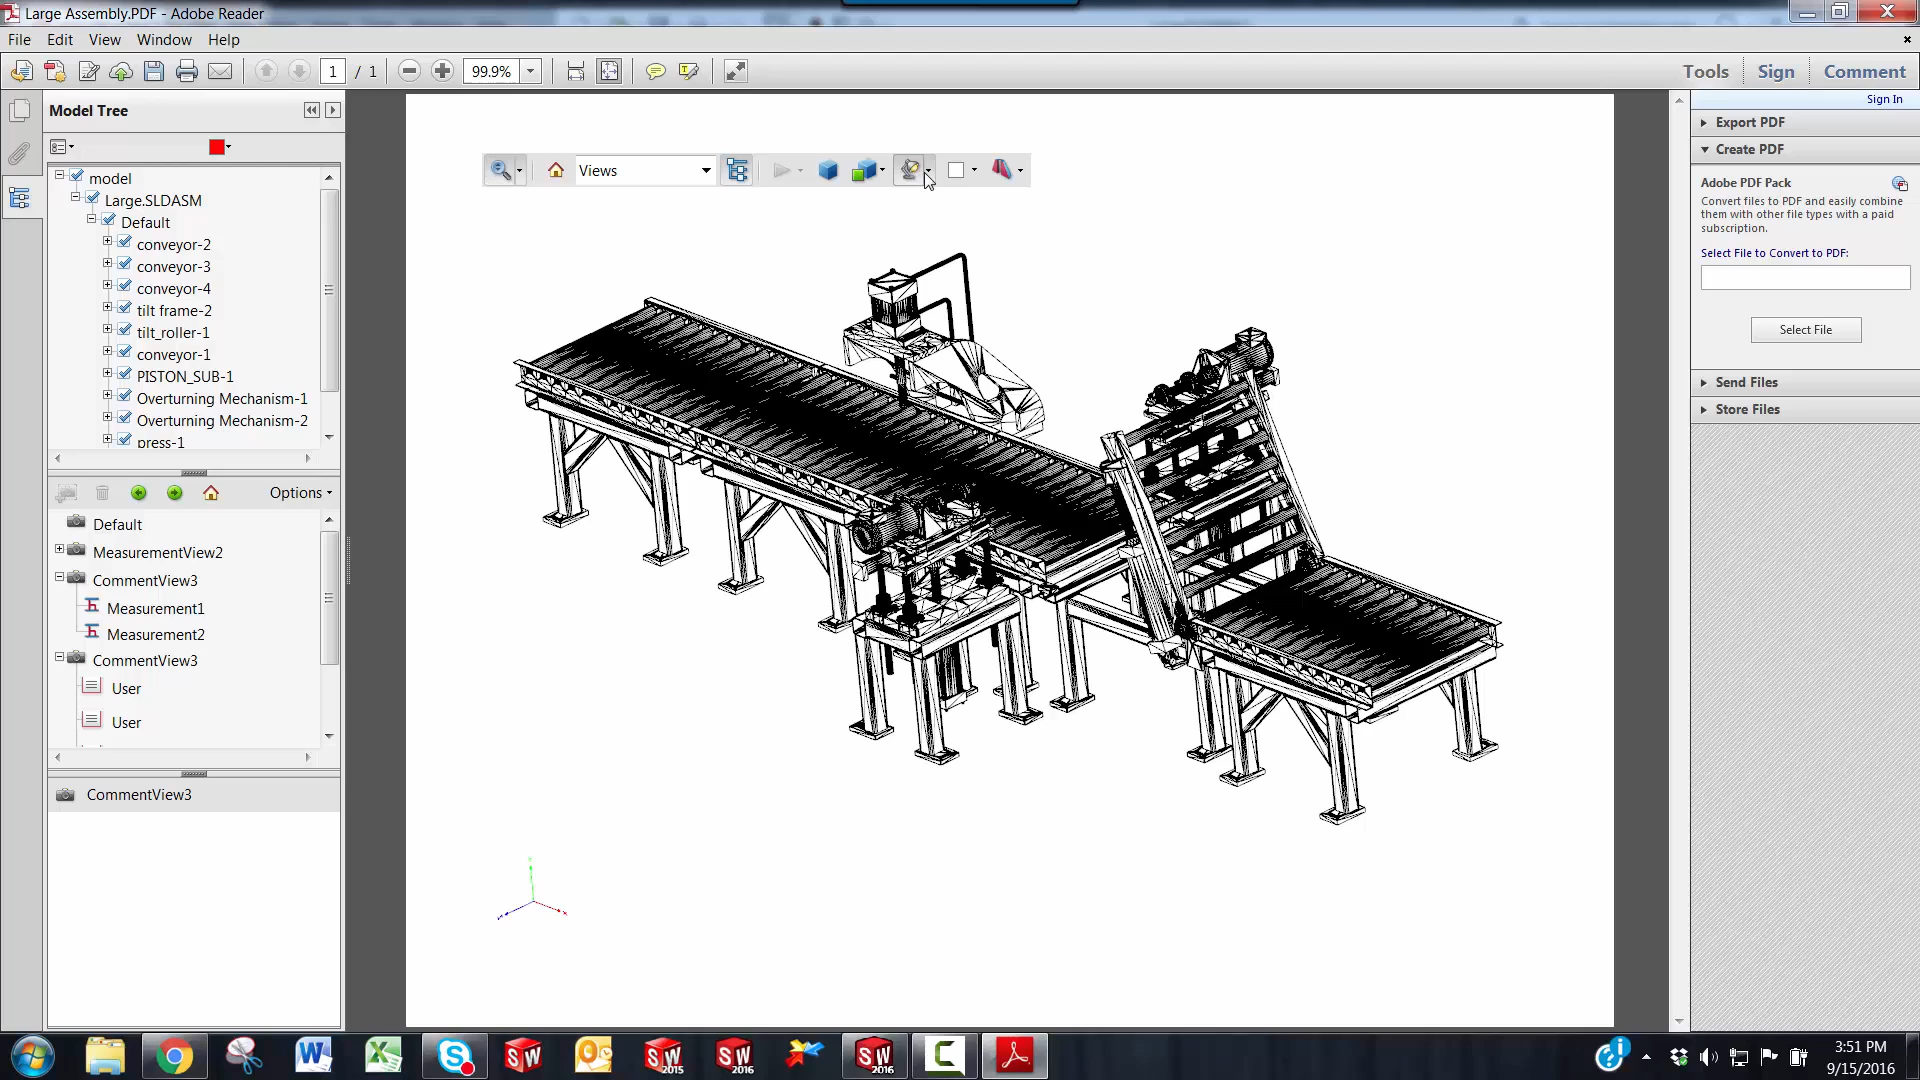 Large Assembly.PDF - Adobe Reader
File Edit View Window Help
1 / 1 99.9% Tools Sign Comment
Sign In
Model Tree
model
Large.SLDASM
Default
conveyor-2
conveyor-3
conveyor-4
tilt frame-2
tilt_roller-1
conveyor-1
PISTON_SUB-1
Overturning Mechanism-1
Overturning Mechanism-2
press-1
Options
Default
MeasurementView2
CommentView3
Measurement1
Measurement2
CommentView3
User
User
CommentView3
Views
Export PDF
Create PDF
Adobe PDF Pack
Convert files to PDF and easily combine
them with other file types with a paid
subscription.
Select File to Convert to PDF:
Select File
Send Files
Store Files
SW
SW
2015
SW
2016
SW
2016
3:51 PM
9/15/2016